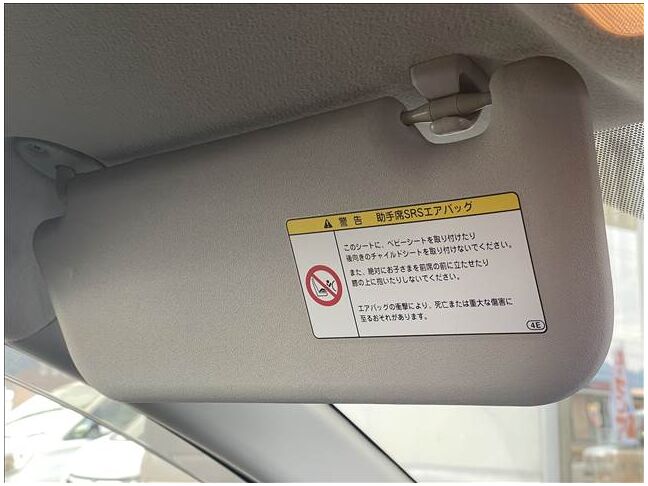 警告 助手席SRSエアバッグ
このシートに、ベビーシートを取り付けたり
後向きのチャイルドシートを取り付けないでください。
また、絶対にお子さまを前席の前に立たせたり
膝の上に抱いたりしないでください。
エアバッグの衝撃により、死亡または重大な傷害に
至るおそれがあります。
4E